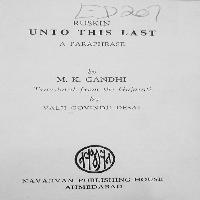 ED207
RUSKIN
UNTO THIS LAST
A PARAPHRASE
by
M. K. GANDHI
Translated from the Gujarati
by
VALJI GOVINDJI DESAI
NAVAJIVAN PUBLISHING HOUSE
AHMEDABAD